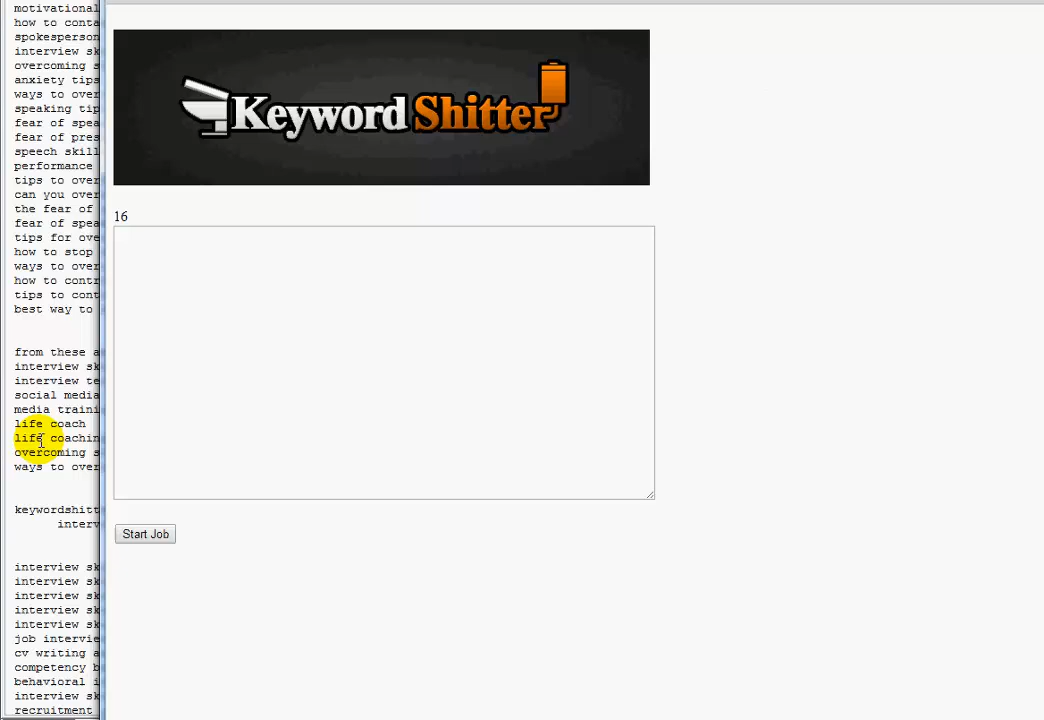 motivational
how to conta
spokesperson
interview sk
overcoming s
anxiety tips
ways to over
speaking tip
fear of spea
fear of pres
speech skill
performance
tips to over
can you over
the fear of
fear of spea
tips for ove
how to stop
ways to over
how to contr
tips to cont
best way to
from these a
interview sk
interview te
social media
media traini
life coach
life coachin
overcoming s
ways to over
keywordshitt
interv
interview sk
interview sk
interview sk
interview sk
interview sk
job intervie
cv writing a
competency b
behavioral i
interview sk
recruitment
Keyword Shitter
16
Start Job